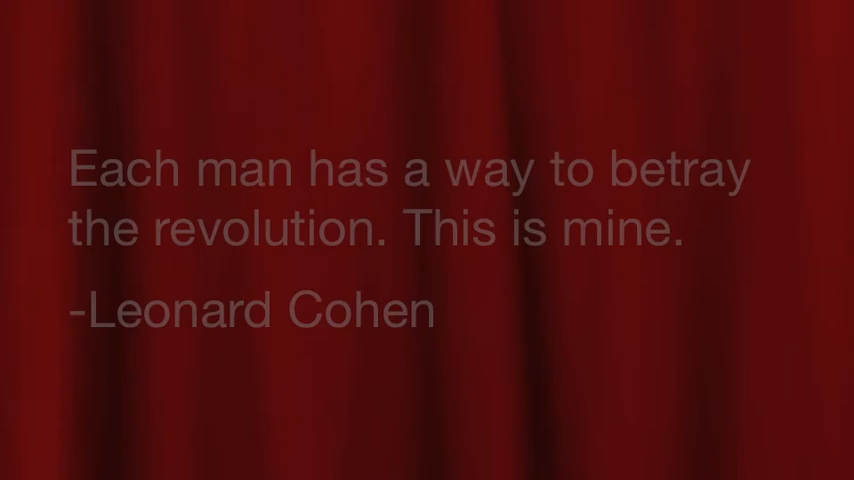 Each man has a way to betray
the revolution. This is mine.
-Leonard Cohen